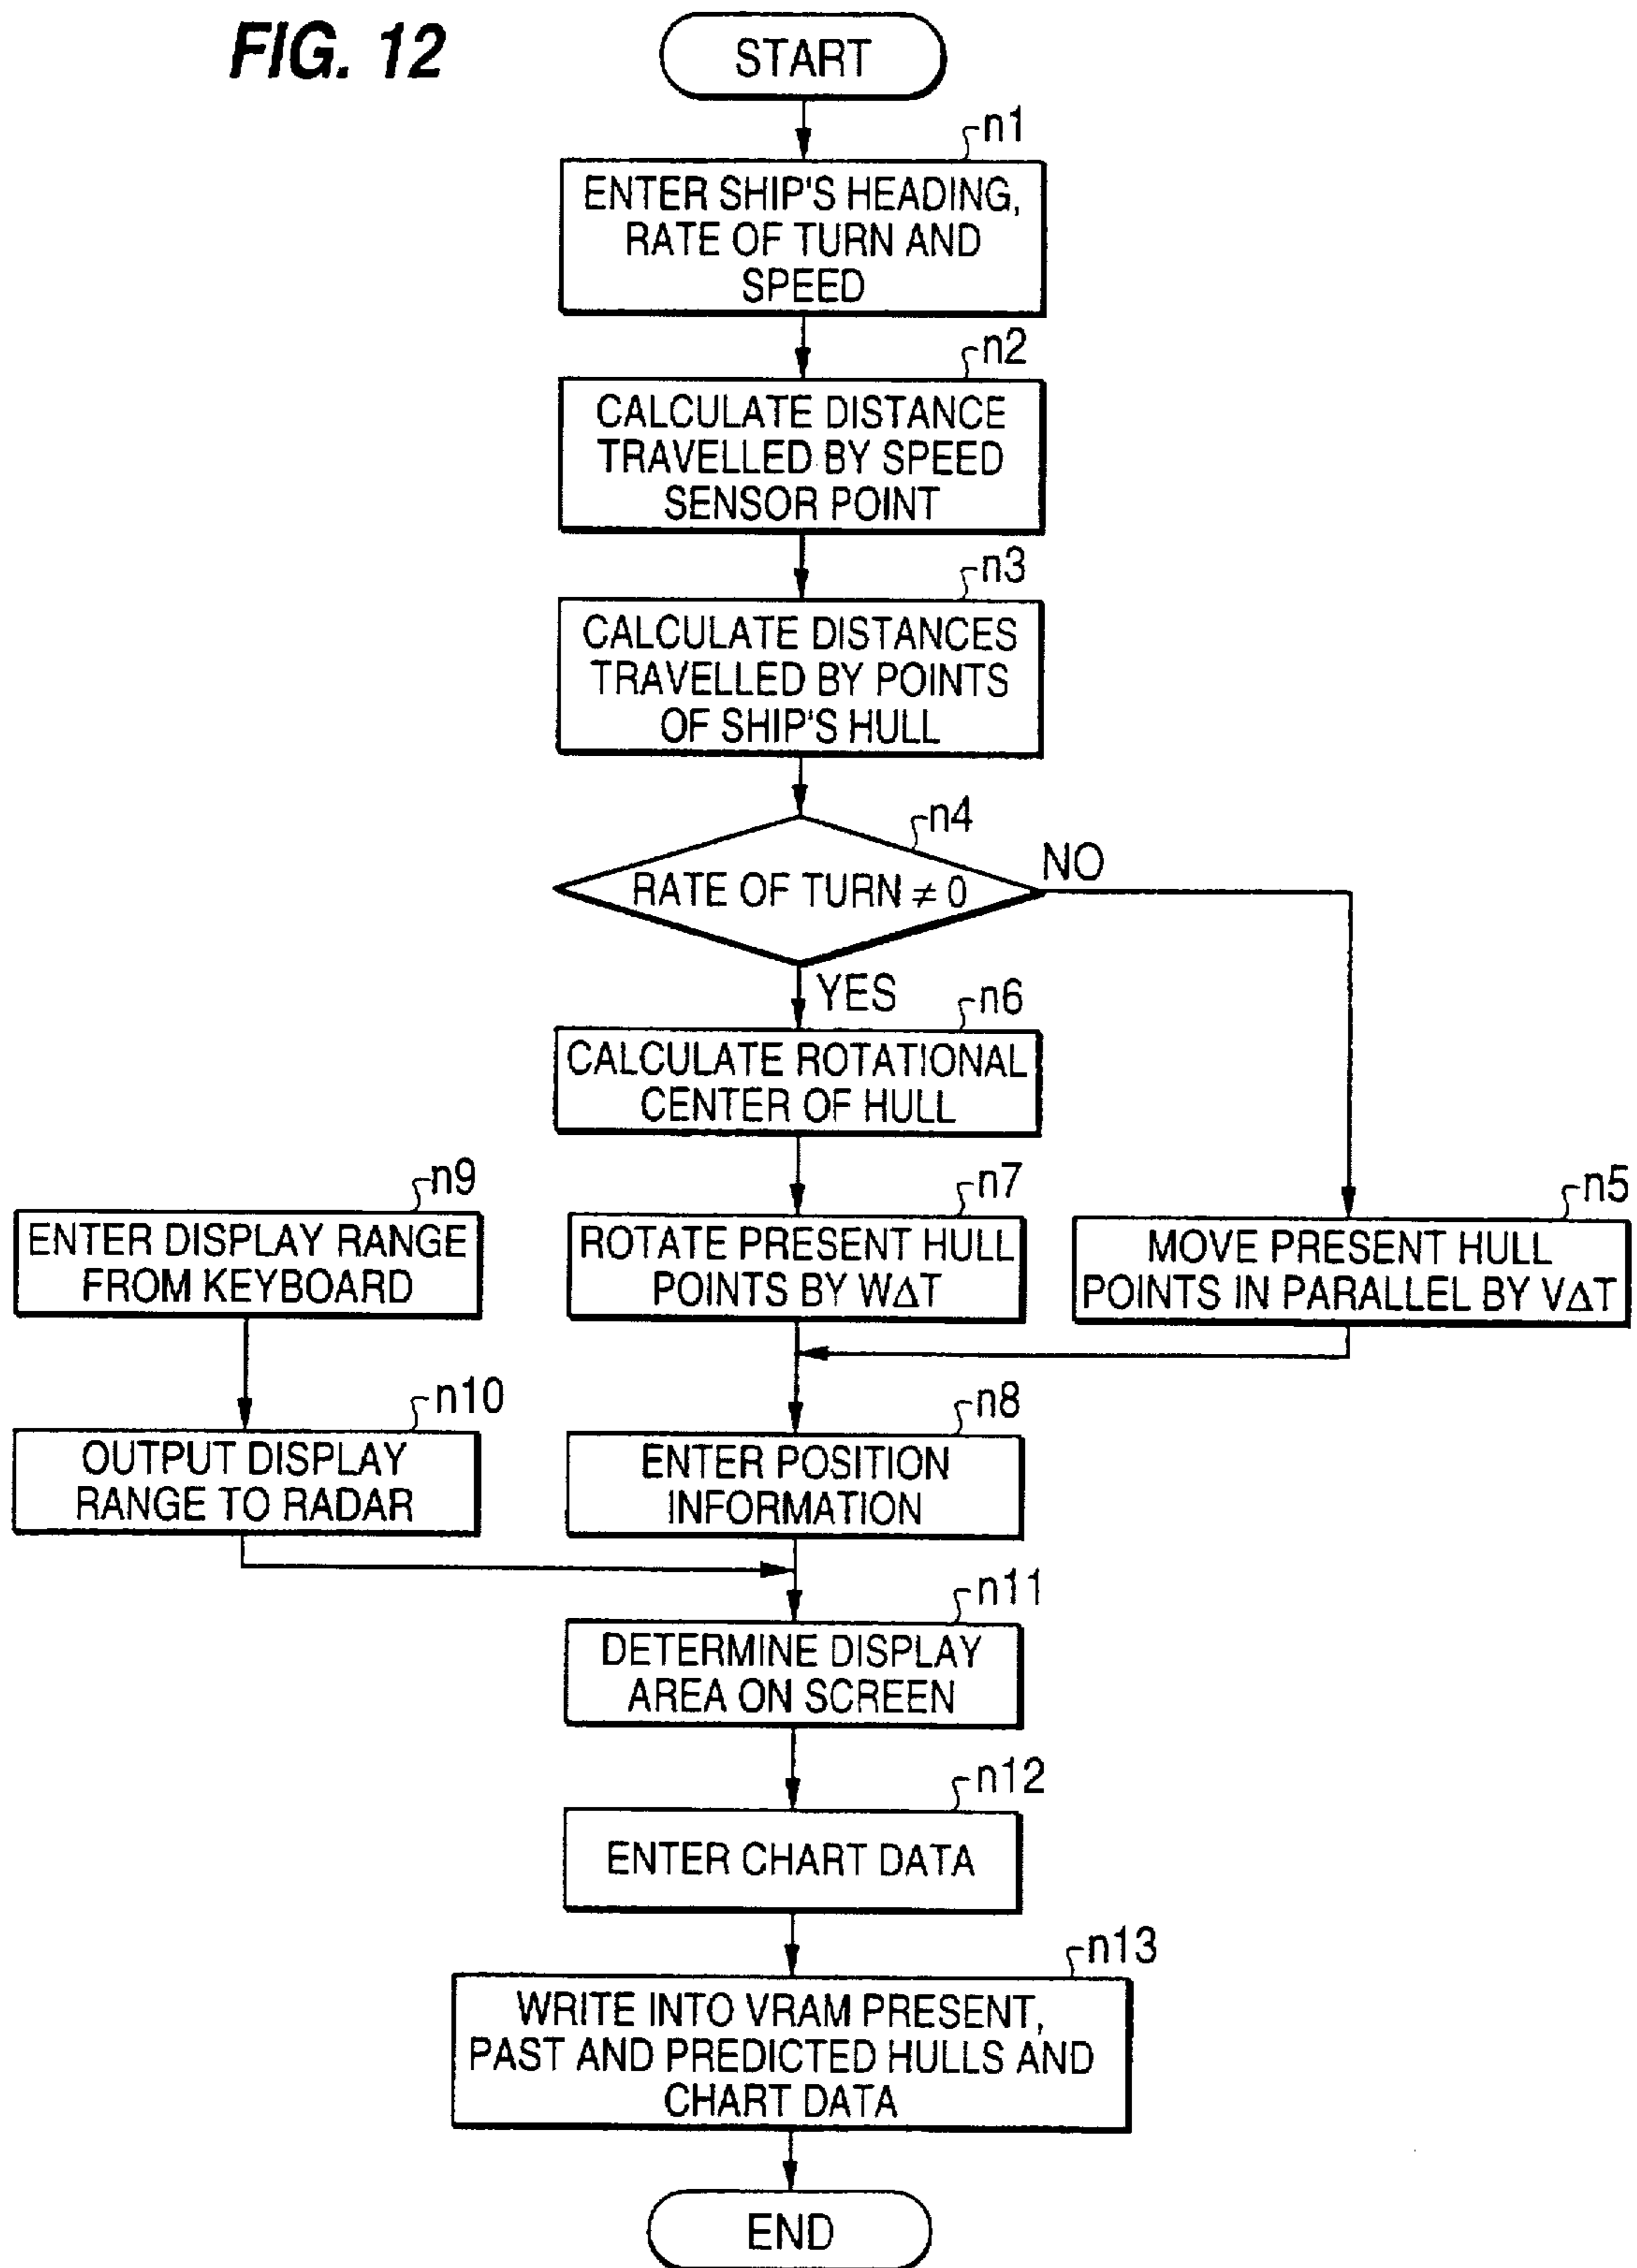 FIG. 12
START
n1
ENTER SHIP'S HEADING,
RATE OF TURN AND
SPEED
n2
CALCULATE DISTANCE
TRAVELLED BY SPEED
SENSOR POINT
n3
CALCULATE DISTANCES
TRAVELLED BY POINTS
OF SHIP'S HULL
n4
RATE OF TURN ≠ 0
NO
YES
n6
CALCULATE ROTATIONAL
CENTER OF HULL
n9
ENTER DISPLAY RANGE
FROM KEYBOARD
n7
ROTATE PRESENT HULL
POINTS BY WΔT
n5
MOVE PRESENT HULL
POINTS IN PARALLEL BY VΔT
n10
OUTPUT DISPLAY
RANGE TO RADAR
n8
ENTER POSITION
INFORMATION
n11
DETERMINE DISPLAY
AREA ON SCREEN
n12
ENTER CHART DATA
n13
WRITE INTO VRAM PRESENT,
PAST AND PREDICTED HULLS AND
CHART DATA
END